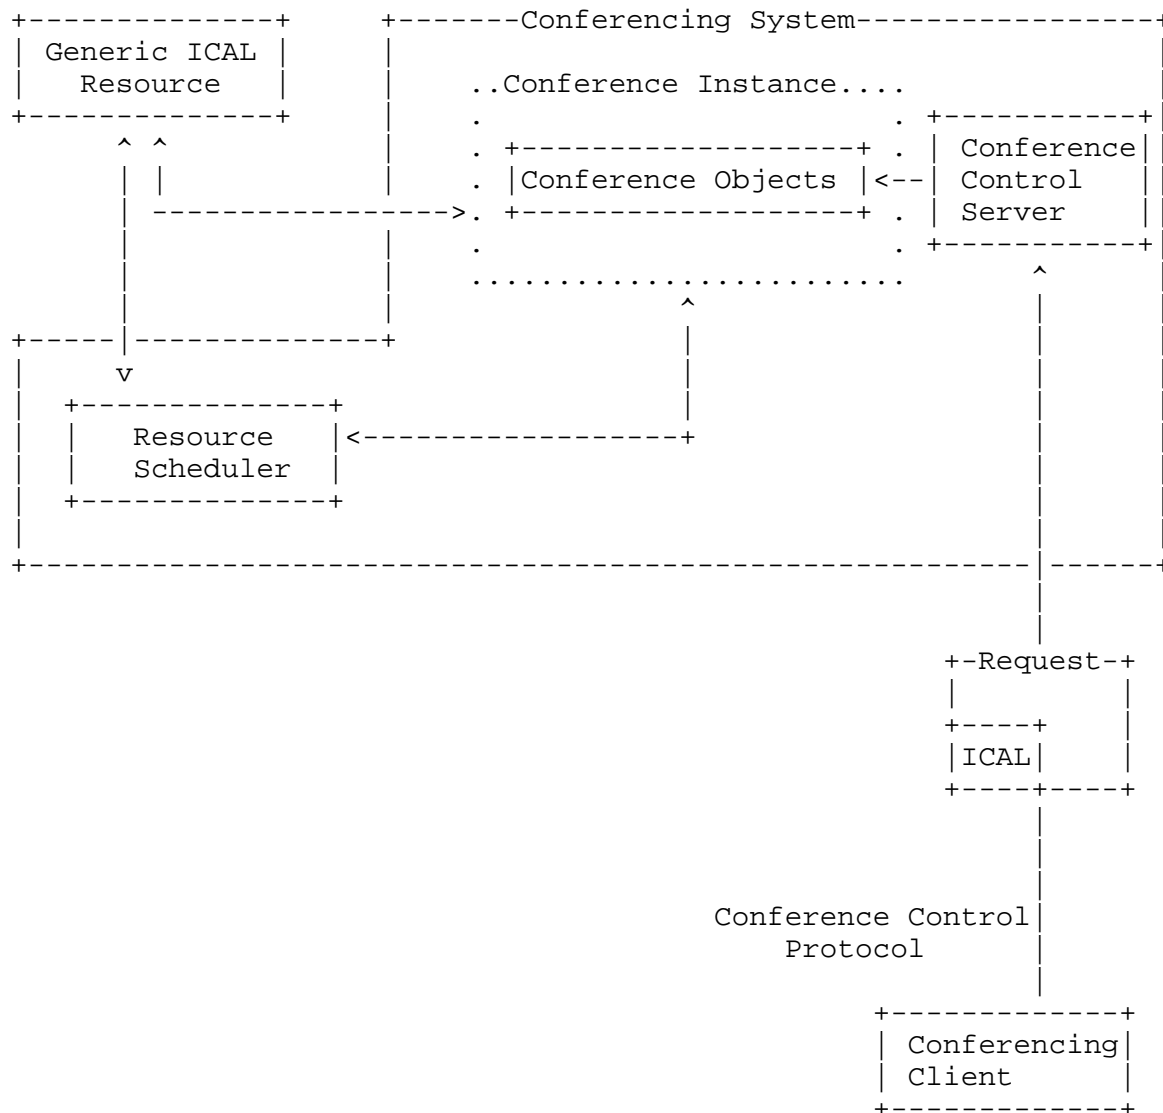 Conferencing System
Generic ICAL
Resource
Conference Instance
Conference
Conference Objects
Control
Server
Resource
Scheduler
Request
ICAL
Conference Control
Protocol
Conferencing
Client